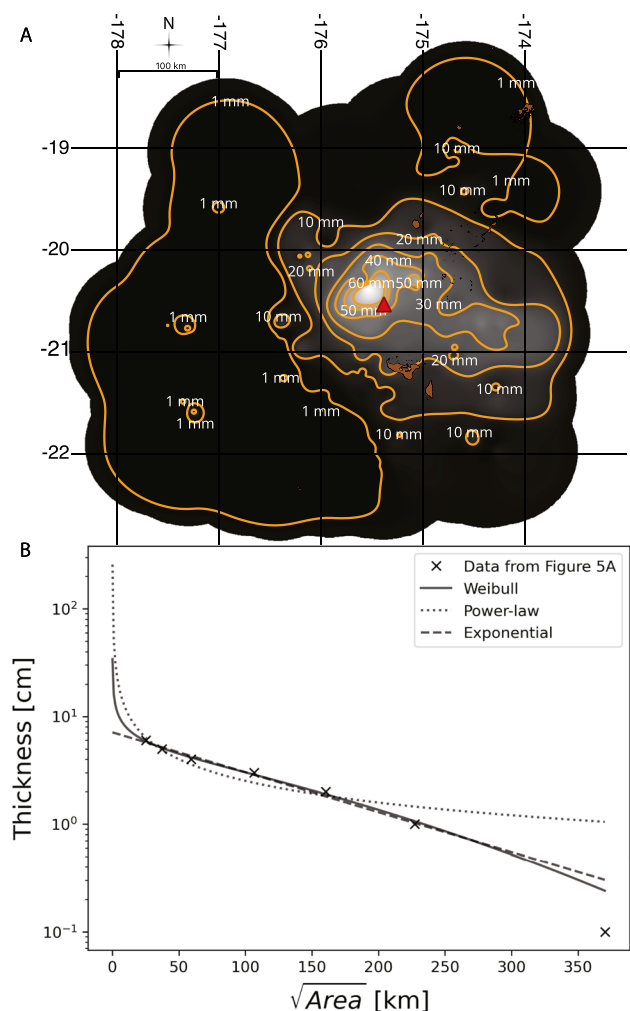 A
N
100 km
-178
-177
-176
-175
-174
1 mm
1 mm
-19
10 mm
1 mm
10 mm
1 mm
10 mm
20 mm
-20
40 mm
20 mm
60 mm
50 mm
30 mm
50 mm
1 mm
10 mm
-21
20 mm
1 mm
10 mm
1 mm
1 mm
1 mm
10 mm
10 mm
-22
B
Data from Figure 5A
Weibull
Power-law
Exponential
10²
10¹
10⁰
10⁻¹
Thickness [cm]
0
50
100
150
200
250
300
350
√Area [km]